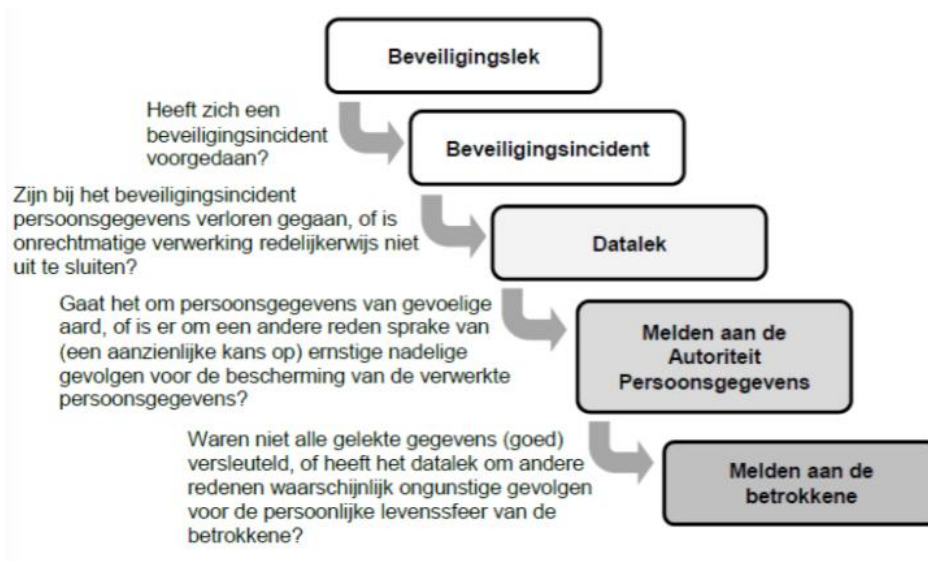 Beveiligingslek
Heeft zich een
beveiligingsincident
voorgedaan?
Beveiligingsincident
Zijn bij het beveiligingsincident
persoonsgegevens verloren gegaan, of is
onrechtmatige verwerking redelijkerwijs niet
uit te sluiten?
Datalek
Gaat het om persoonsgegevens van gevoelige
aard, of is er om een andere reden sprake van
(een aanzienlijke kans op) ernstige nadelige
gevolgen voor de bescherming van de verwerkte
persoonsgegevens?
Melden aan de
Autoriteit
Persoonsgegevens
Waren niet alle gelekte gegevens (goed)
versleuteld, of heeft het datalek om andere
redenen waarschijnlijk ongunstige gevolgen
voor de persoonlijke levenssfeer van de
betrokkene?
Melden aan de
betrokkene